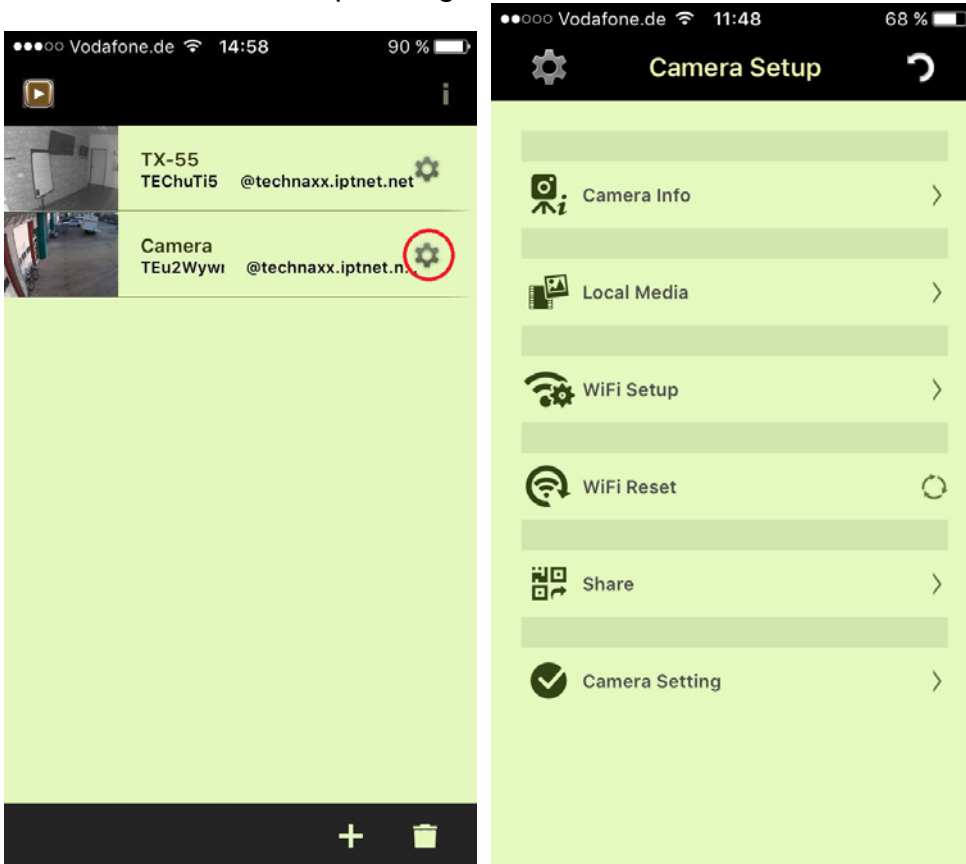 Vodafone.de 14:58 90 %
i
TX-55
TEChuTi5 @technaxx.iptnet.net
Camera
@technaxx.iptnet.n...
Vodafone.de 11:48 68 %
Camera Setup
Camera Info
Local Media
WiFi Setup
WiFi Reset
Share
Camera Setting